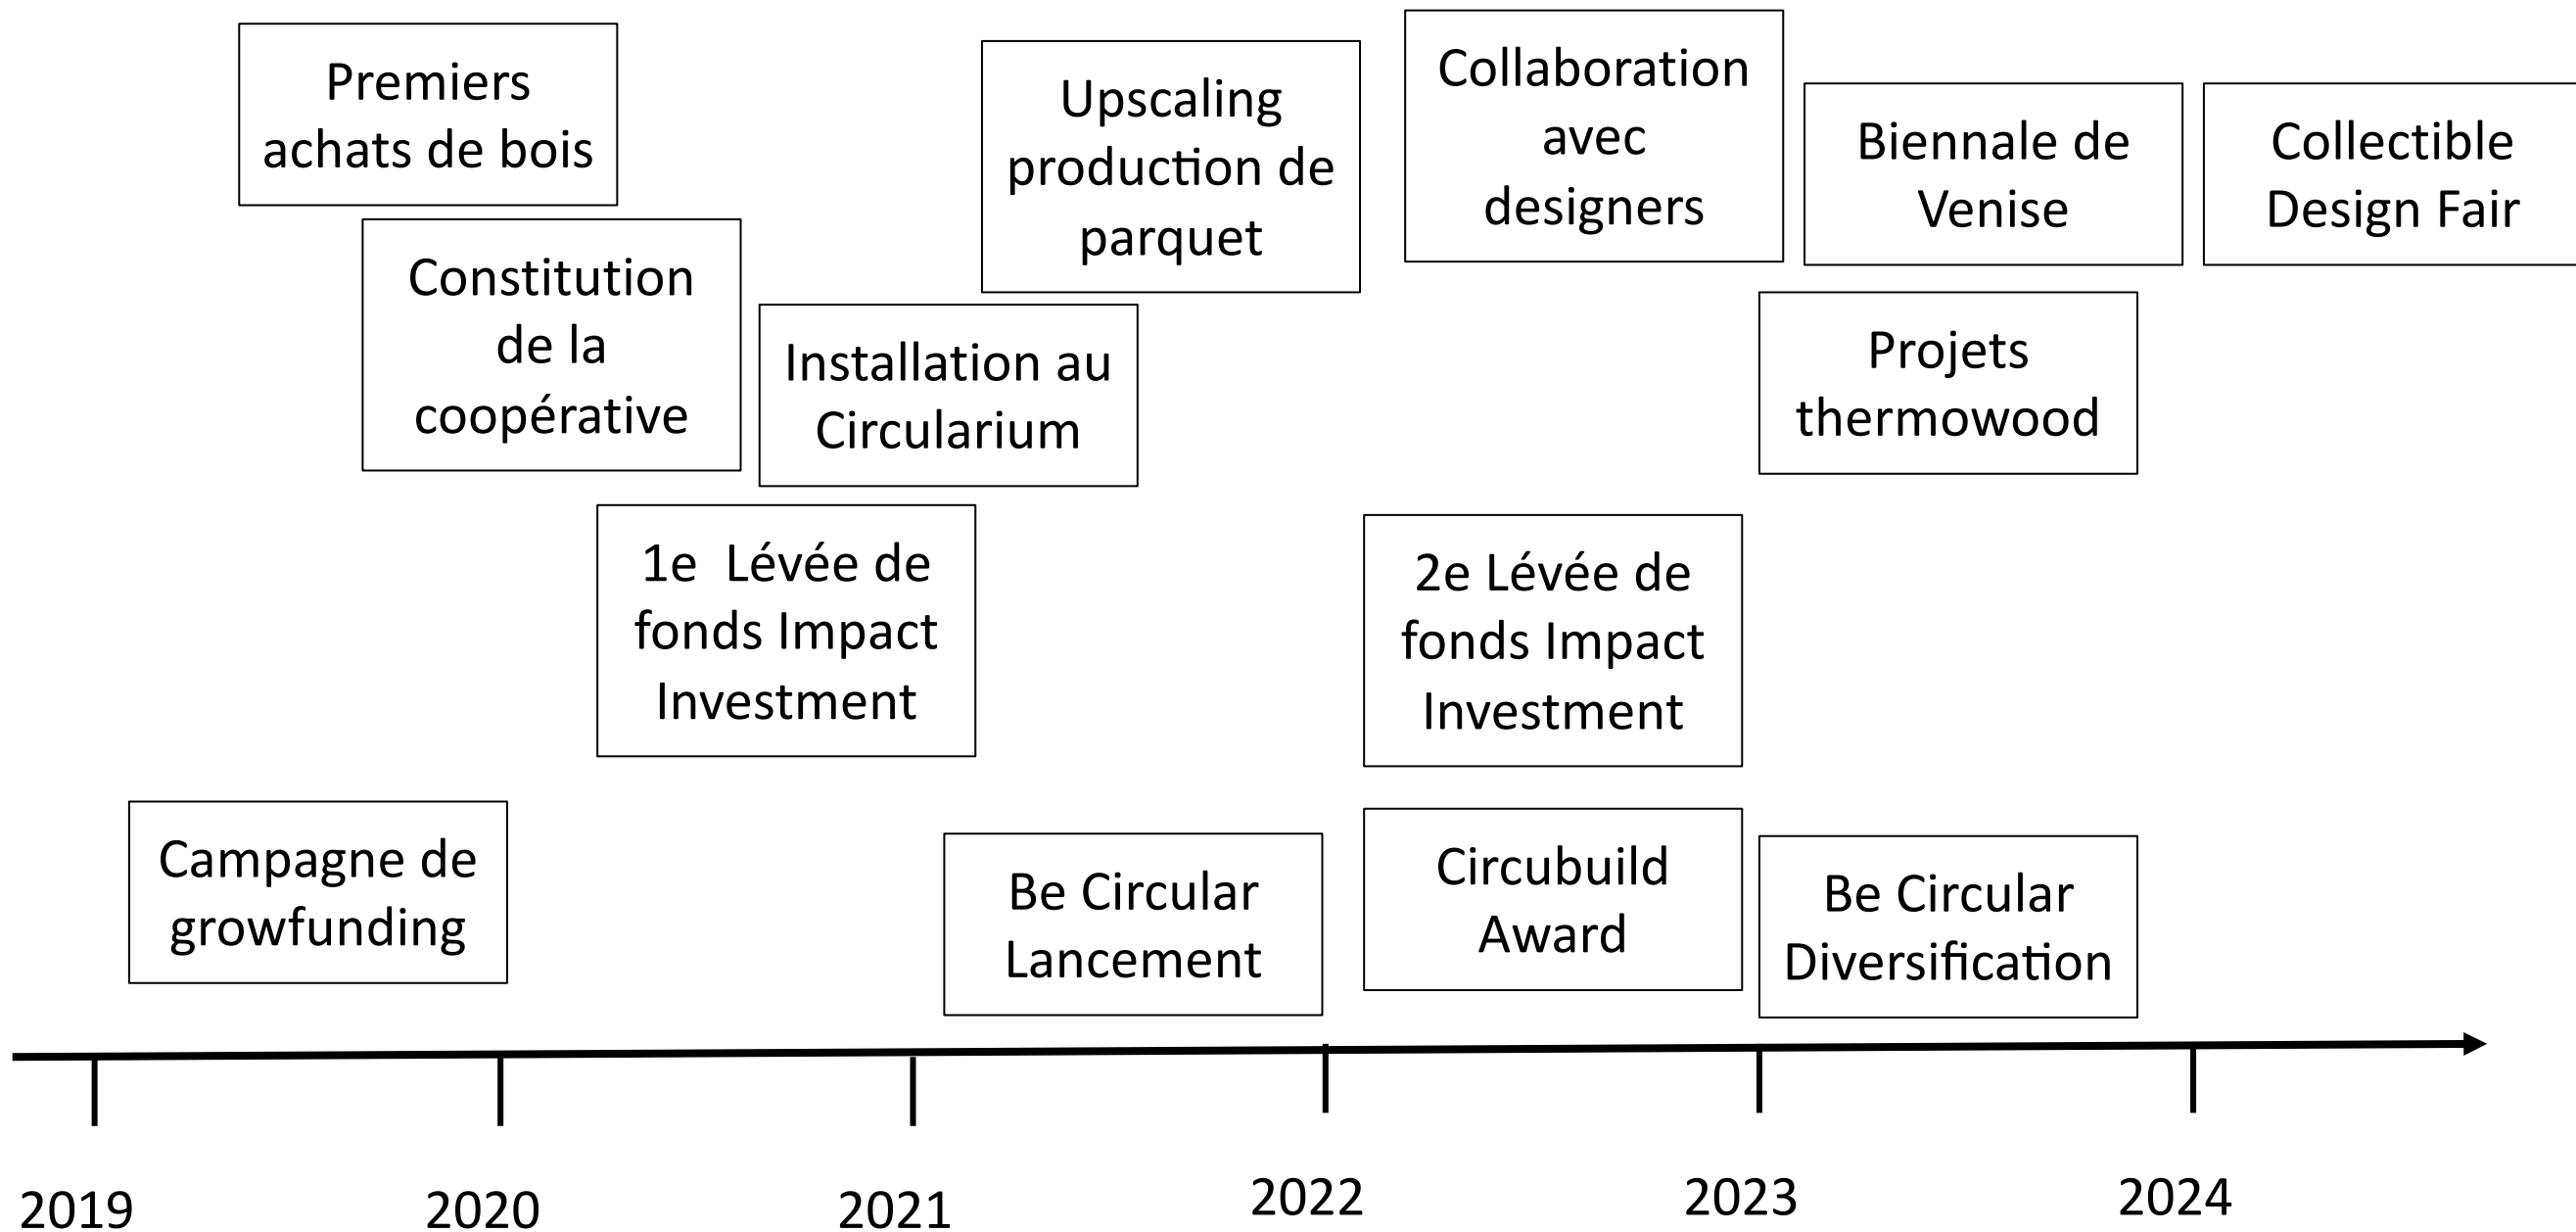 Premiers
achats de bois
Constitution
de la
coopérative
Installation au
Circularium
Upscaling
production de
parquet
Collaboration
avec
designers
Biennale de
Venise
Collectible
Design Fair
Projets
thermowood
1e  Lévée de
fonds Impact
Investment
2e Lévée de
fonds Impact
Investment
Campagne de
growfunding
Be Circular
Lancement
Circubuild
Award
Be Circular
Diversification
2019
2020
2021
2022
2023
2024